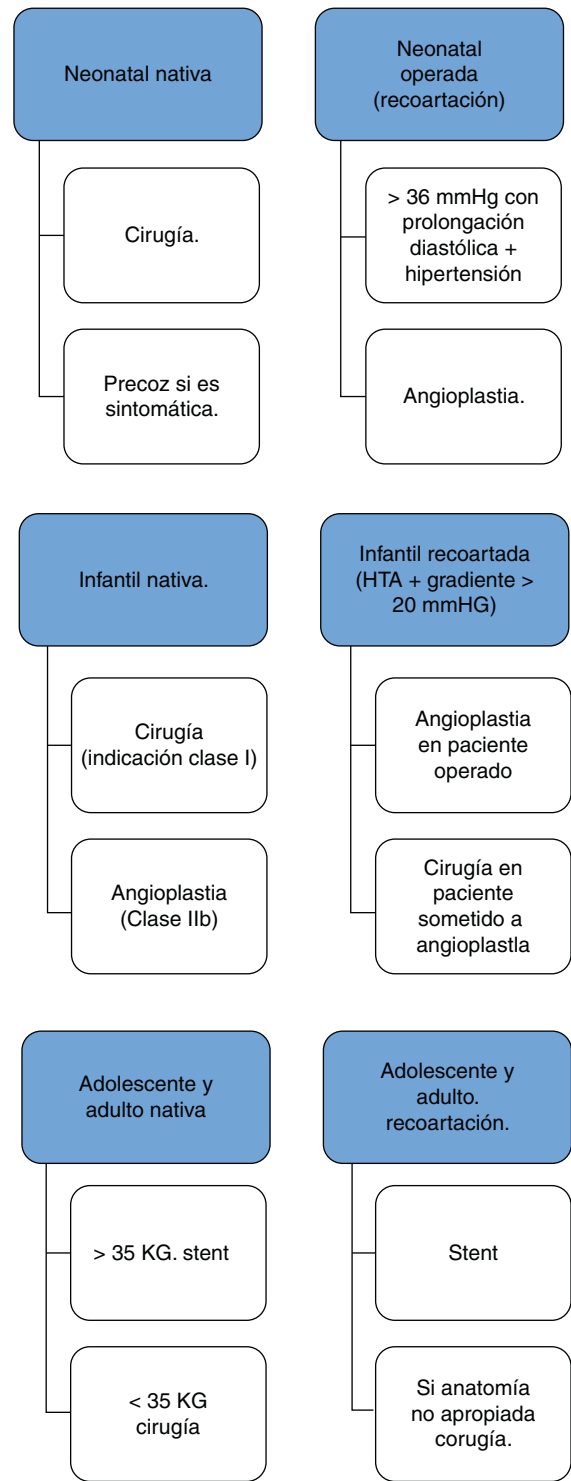 Neonatal nativa
Cirugía.
Precoz si es
sintomática.
Neonatal
operada
(recoartación)
> 36 mmHg con
prolongación
diastólica +
hipertensión
Angioplastia.
Infantil nativa.
Cirugía
(indicación clase I)
Angioplastia
(Clase IIb)
Infantil recoartada
(HTA + gradiente >
20 mmHG)
Angioplastia
en paciente
operado
Cirugía en
paciente
sometido a
angioplastla
Adolescente y
adulto nativa
> 35 KG. stent
< 35 KG
cirugía
Adolescente y
adulto.
recoartación.
Stent
Si anatomía
no apropiada
corugía.